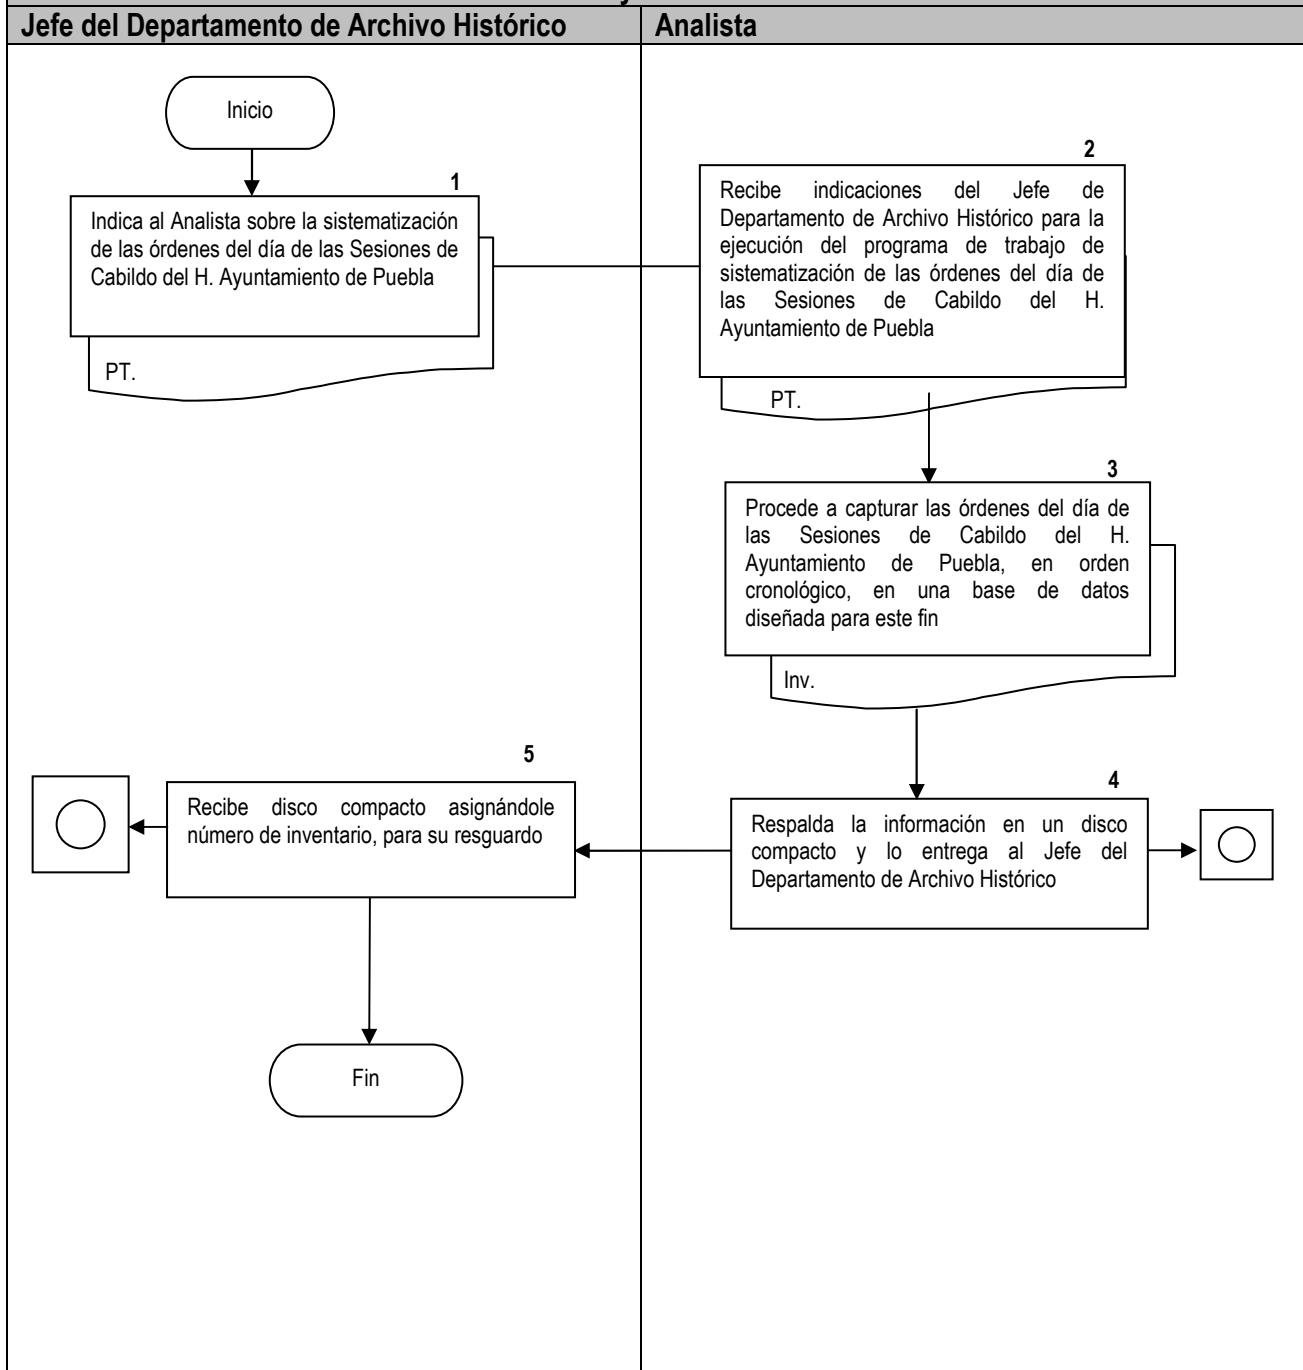 Jefe del Departamento de Archivo Histórico
Analista
Inicio
1
Indica al Analista sobre la sistematización
de las órdenes del día de las Sesiones de
Cabildo del H. Ayuntamiento de Puebla
PT.
2
Recibe indicaciones del Jefe de
Departamento de Archivo Histórico para la
ejecución del programa de trabajo de
sistematización de las órdenes del día de
las Sesiones de Cabildo del H.
Ayuntamiento de Puebla
PT.
3
Procede a capturar las órdenes del día de
las Sesiones de Cabildo del H.
Ayuntamiento de Puebla, en orden
cronológico, en una base de datos
diseñada para este fin
Inv.
4
Respalda la información en un disco
compacto y lo entrega al Jefe del
Departamento de Archivo Histórico
5
Recibe disco compacto asignándole
número de inventario, para su resguardo
Fin